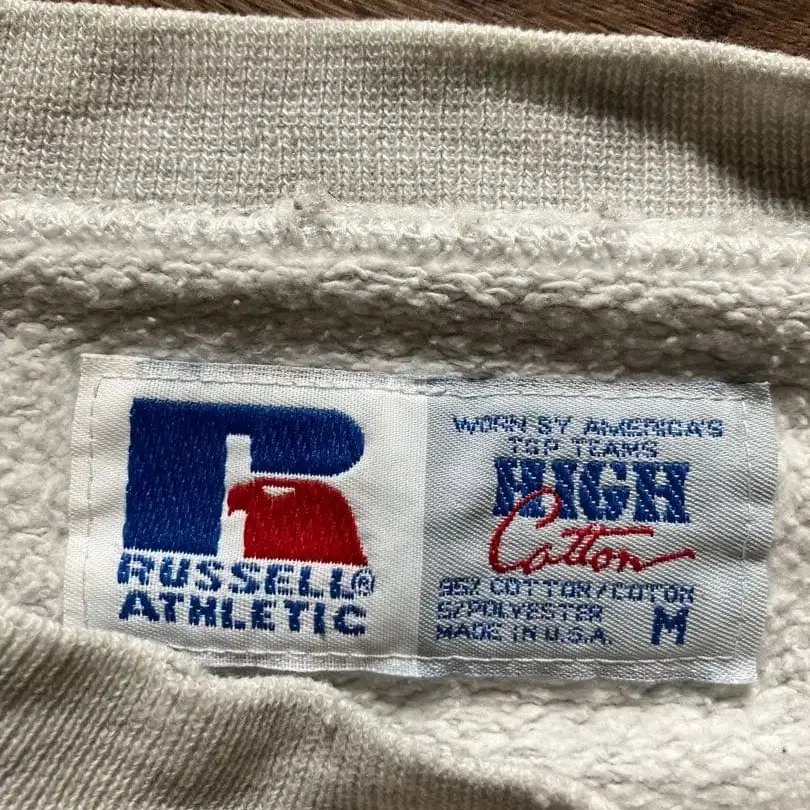 RUSSELL®
ATHLETIC
WORN BY AMERICA'S
TOP TEAMS
HIGH
Cotton
95% COTTON/COTON
5/POLYESTER
MADE IN U.S.A.
M